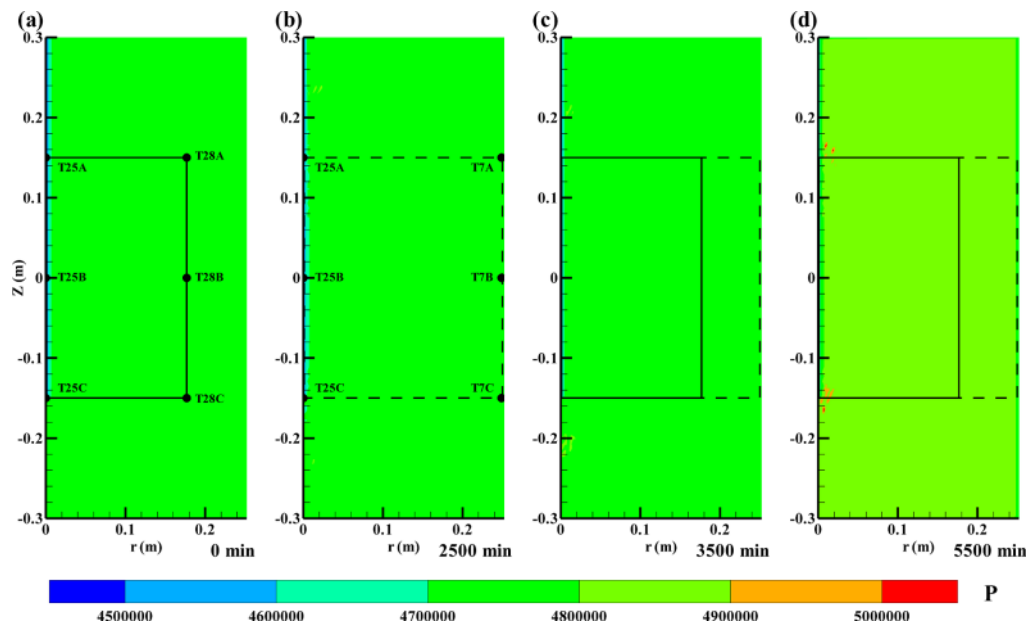 (a) (b) (c) (d)
0.3 0.3 0.3 0.3
0.2 0.2 0.2 0.2
T28A
T25A T25A T7A
0.1 0.1 0.1 0.1
Z (m) 0 T25B T28B 0 T25B T7B 0 0
-0.1 -0.1 -0.1 -0.1
T25C T25C T7C
T28C
-0.2 -0.2 -0.2 -0.2
-0.3 -0.3 -0.3 -0.3
0 0.1 0.2 0 0.1 0.2 0 0.1 0.2 0 0.1 0.2
r (m) 0 min r (m) 2500 min r (m) 3500 min r (m) 5500 min
P
4500000 4600000 4700000 4800000 4900000 5000000